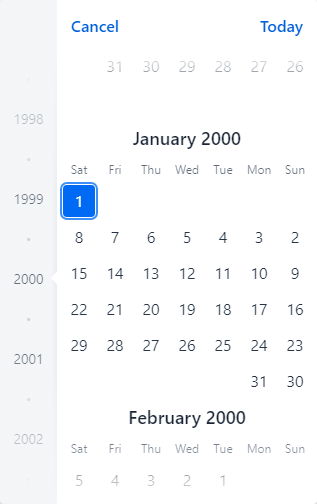 Cancel Today
31 30 29 28 27 26
1998
January 2000
Sat Fri Thu Wed Tue Mon Sun
1999
1
8 7 6 5 4 3 2
2000
15 14 13 12 11 10 9
22 21 20 19 18 17 16
2001
29 28 27 26 25 24 23
31 30
2002
February 2000
Sat Fri Thu Wed Tue Mon Sun
5 4 3 2 1